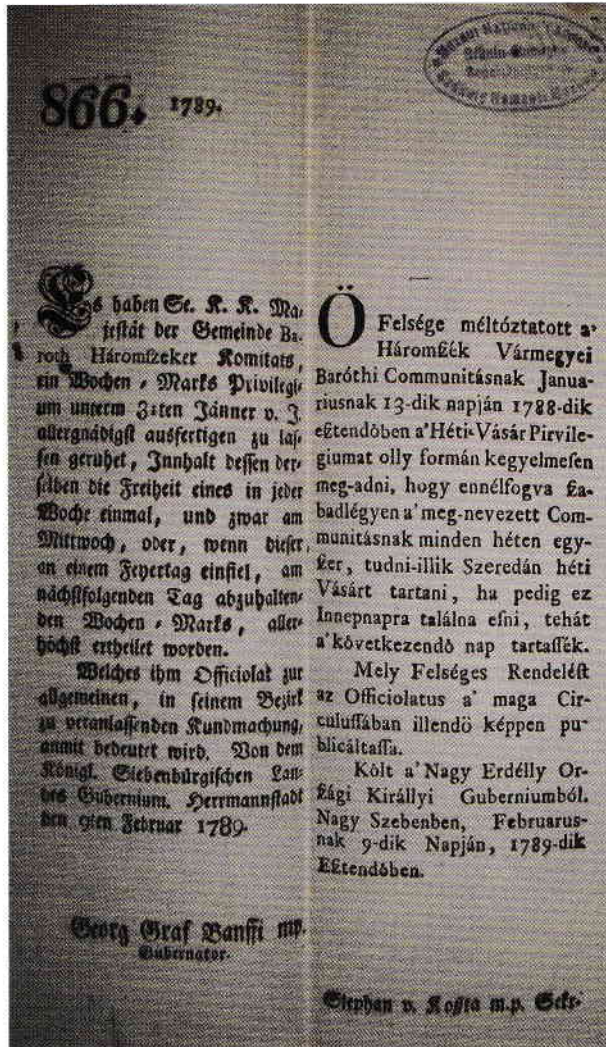 866. 1789.
Es haben Se. K. K. Ma-
jestät der Gemeinde Ba-
roth Háromszeker Komitats,
ein Wochen-Markts Privilegi-
um unterm Jänner v. J.
allergnädigst ausfertigen zu las-
sen geruhet, Innhalt dessen der-
selben die Freiheit eines in jeder
Woche einmal, und zwar am
Mittwoch, oder, wenn dieser
an einem Feyertag einfiel, am
nächstfolgenden Tag abzuhalten-
den Wochen-Markts, aller-
höchst ertheilet worden.
Welches ihm Officiolat zur
allgemeinen, in seinem Bezirk
zu veranlassenden Kundmachung,
anmit bedeutet wird. Von dem
Königl. Siebenbürgischen Lan-
des Gubernium. Herrmannstadt
den 9ten Februar 1789.
Georg Graf Banffi mp.
Gubernator.
Ö Felsége méltóztatott a'
Háromſzék Vármegyei
Baróthi Communitásnak Janua-
riusnak 13-dik napján 1788-dik
eſztendőben a' Héti-Vásár Pirvile-
giumat olly formán kegyelmeſen
meg-adni, hogy ennélfogva ſza-
badlégyen a' meg-nevezett Com-
munitásnak minden héten egy-
ſzer, tudni-illik Szeredán héti
Vásárt tartani, ha pedig ez
Innepnapra találna eſni, tehát
a' következendő nap tartaſſék.
Mely Felséges Rendeléſt
az Officiolatus a' maga Cir-
culuſſában illendő képpen pu-
blicáltaſſa.
Költ a' Nagy Erdélly Or-
ſzági Királlyi Guberniumból.
Nagy Szebenben, Februarus-
nak 9-dik Napján, 1789-dik
Eſztendőben.
Stephan v. Kossta m.p. Sekr.